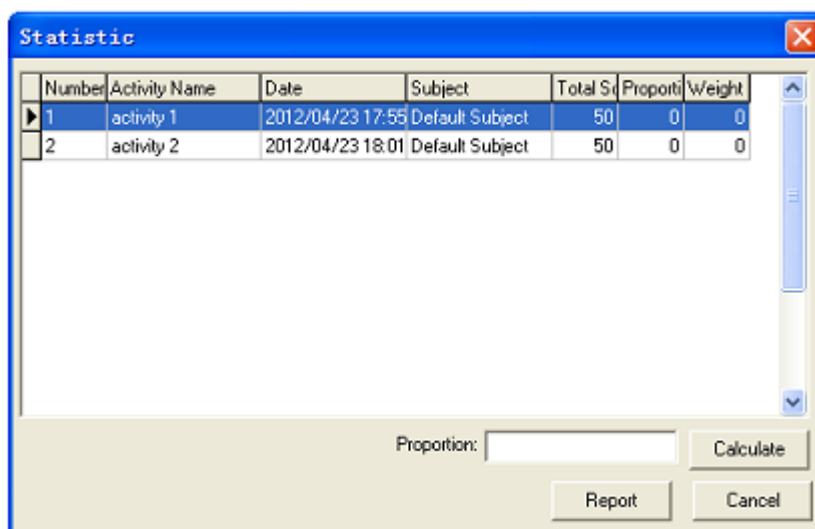 Statistic
Number Activity Name Date Subject Total Sc Proporti Weight
1 activity 1 2012/04/23 17:55 Default Subject 50 0 0
2 activity 2 2012/04/23 18:01 Default Subject 50 0 0
Proportion: Calculate
Report Cancel